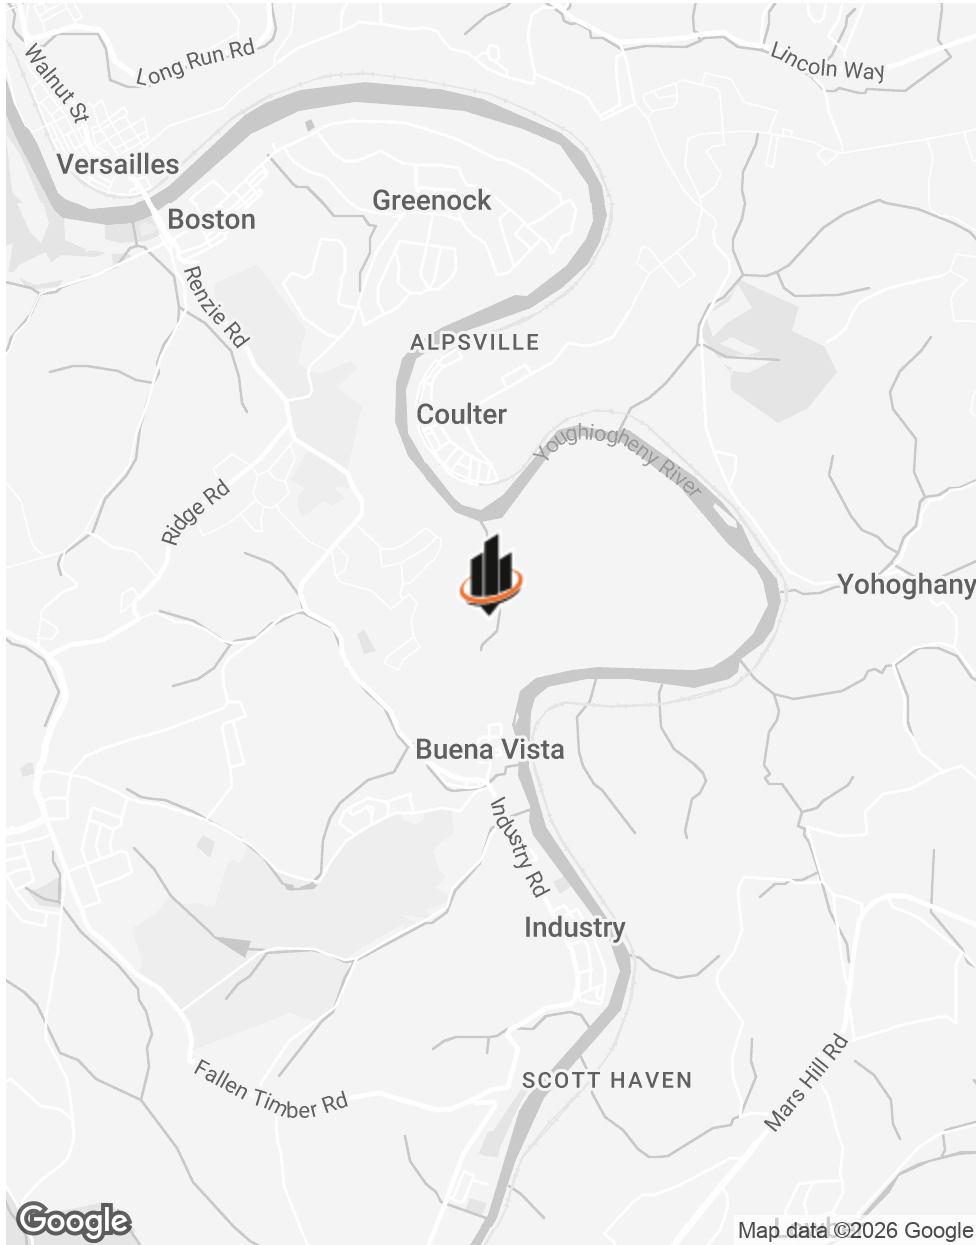 Long Run Rd
Lincoln Way
Walnut St
Versailles
Greenock
Boston
Renzie Rd
ALPSVILLE
Coulter
Youghiogheny River
Ridge Rd
Yohoghany
Buena Vista
Industry Rd
Industry
Mars Hill Rd
SCOTT HAVEN
Fallen Timber Rd
Google
Map data ©2026 Google